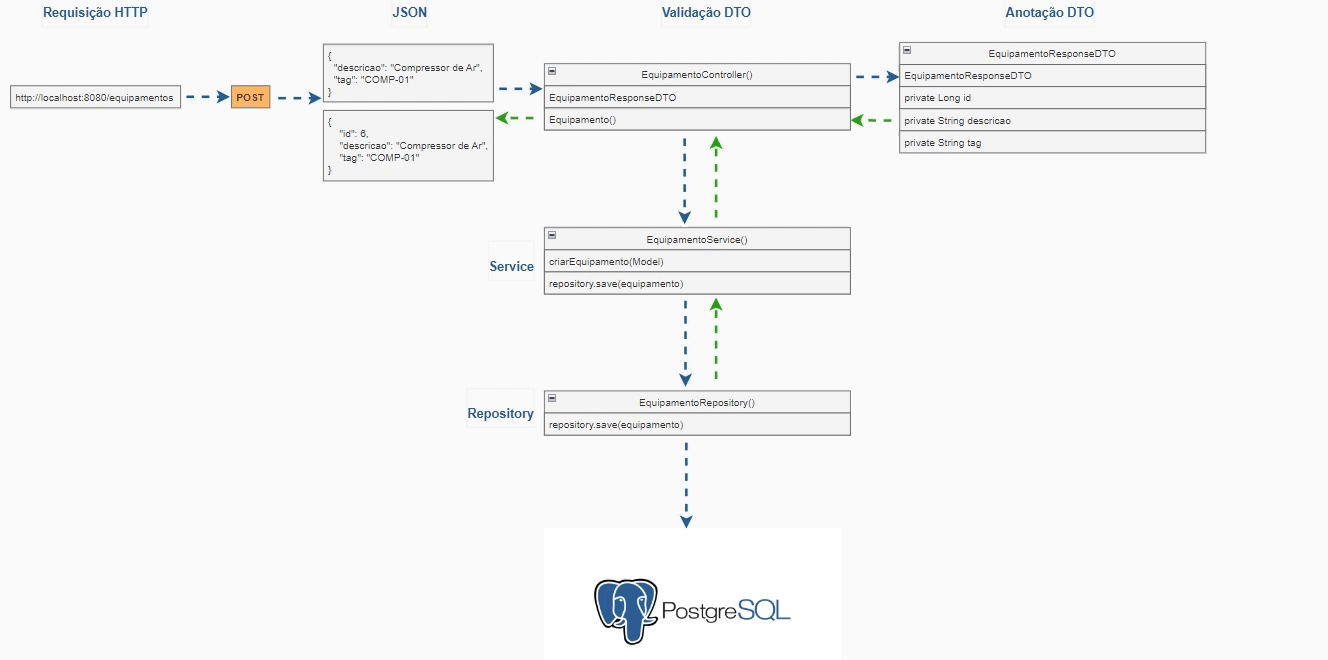 Requisição HTTP
JSON
Validação DTO
Anotação DTO
http://localhost:8080/equipamentos
POST
{
"descricao": "Compressor de Ar",
"tag": "COMP-01"
}
{
"id": 6,
"descricao": "Compressor de Ar",
"tag": "COMP-01"
}
EquipamentoController()
EquipamentoResponseDTO
Equipamento()
EquipamentoResponseDTO
EquipamentoResponseDTO
private Long id
private String descricao
private String tag
Service
EquipamentoService()
criarEquipamento(Model)
repository.save(equipamento)
Repository
EquipamentoRepository()
repository.save(equipamento)
PostgreSQL